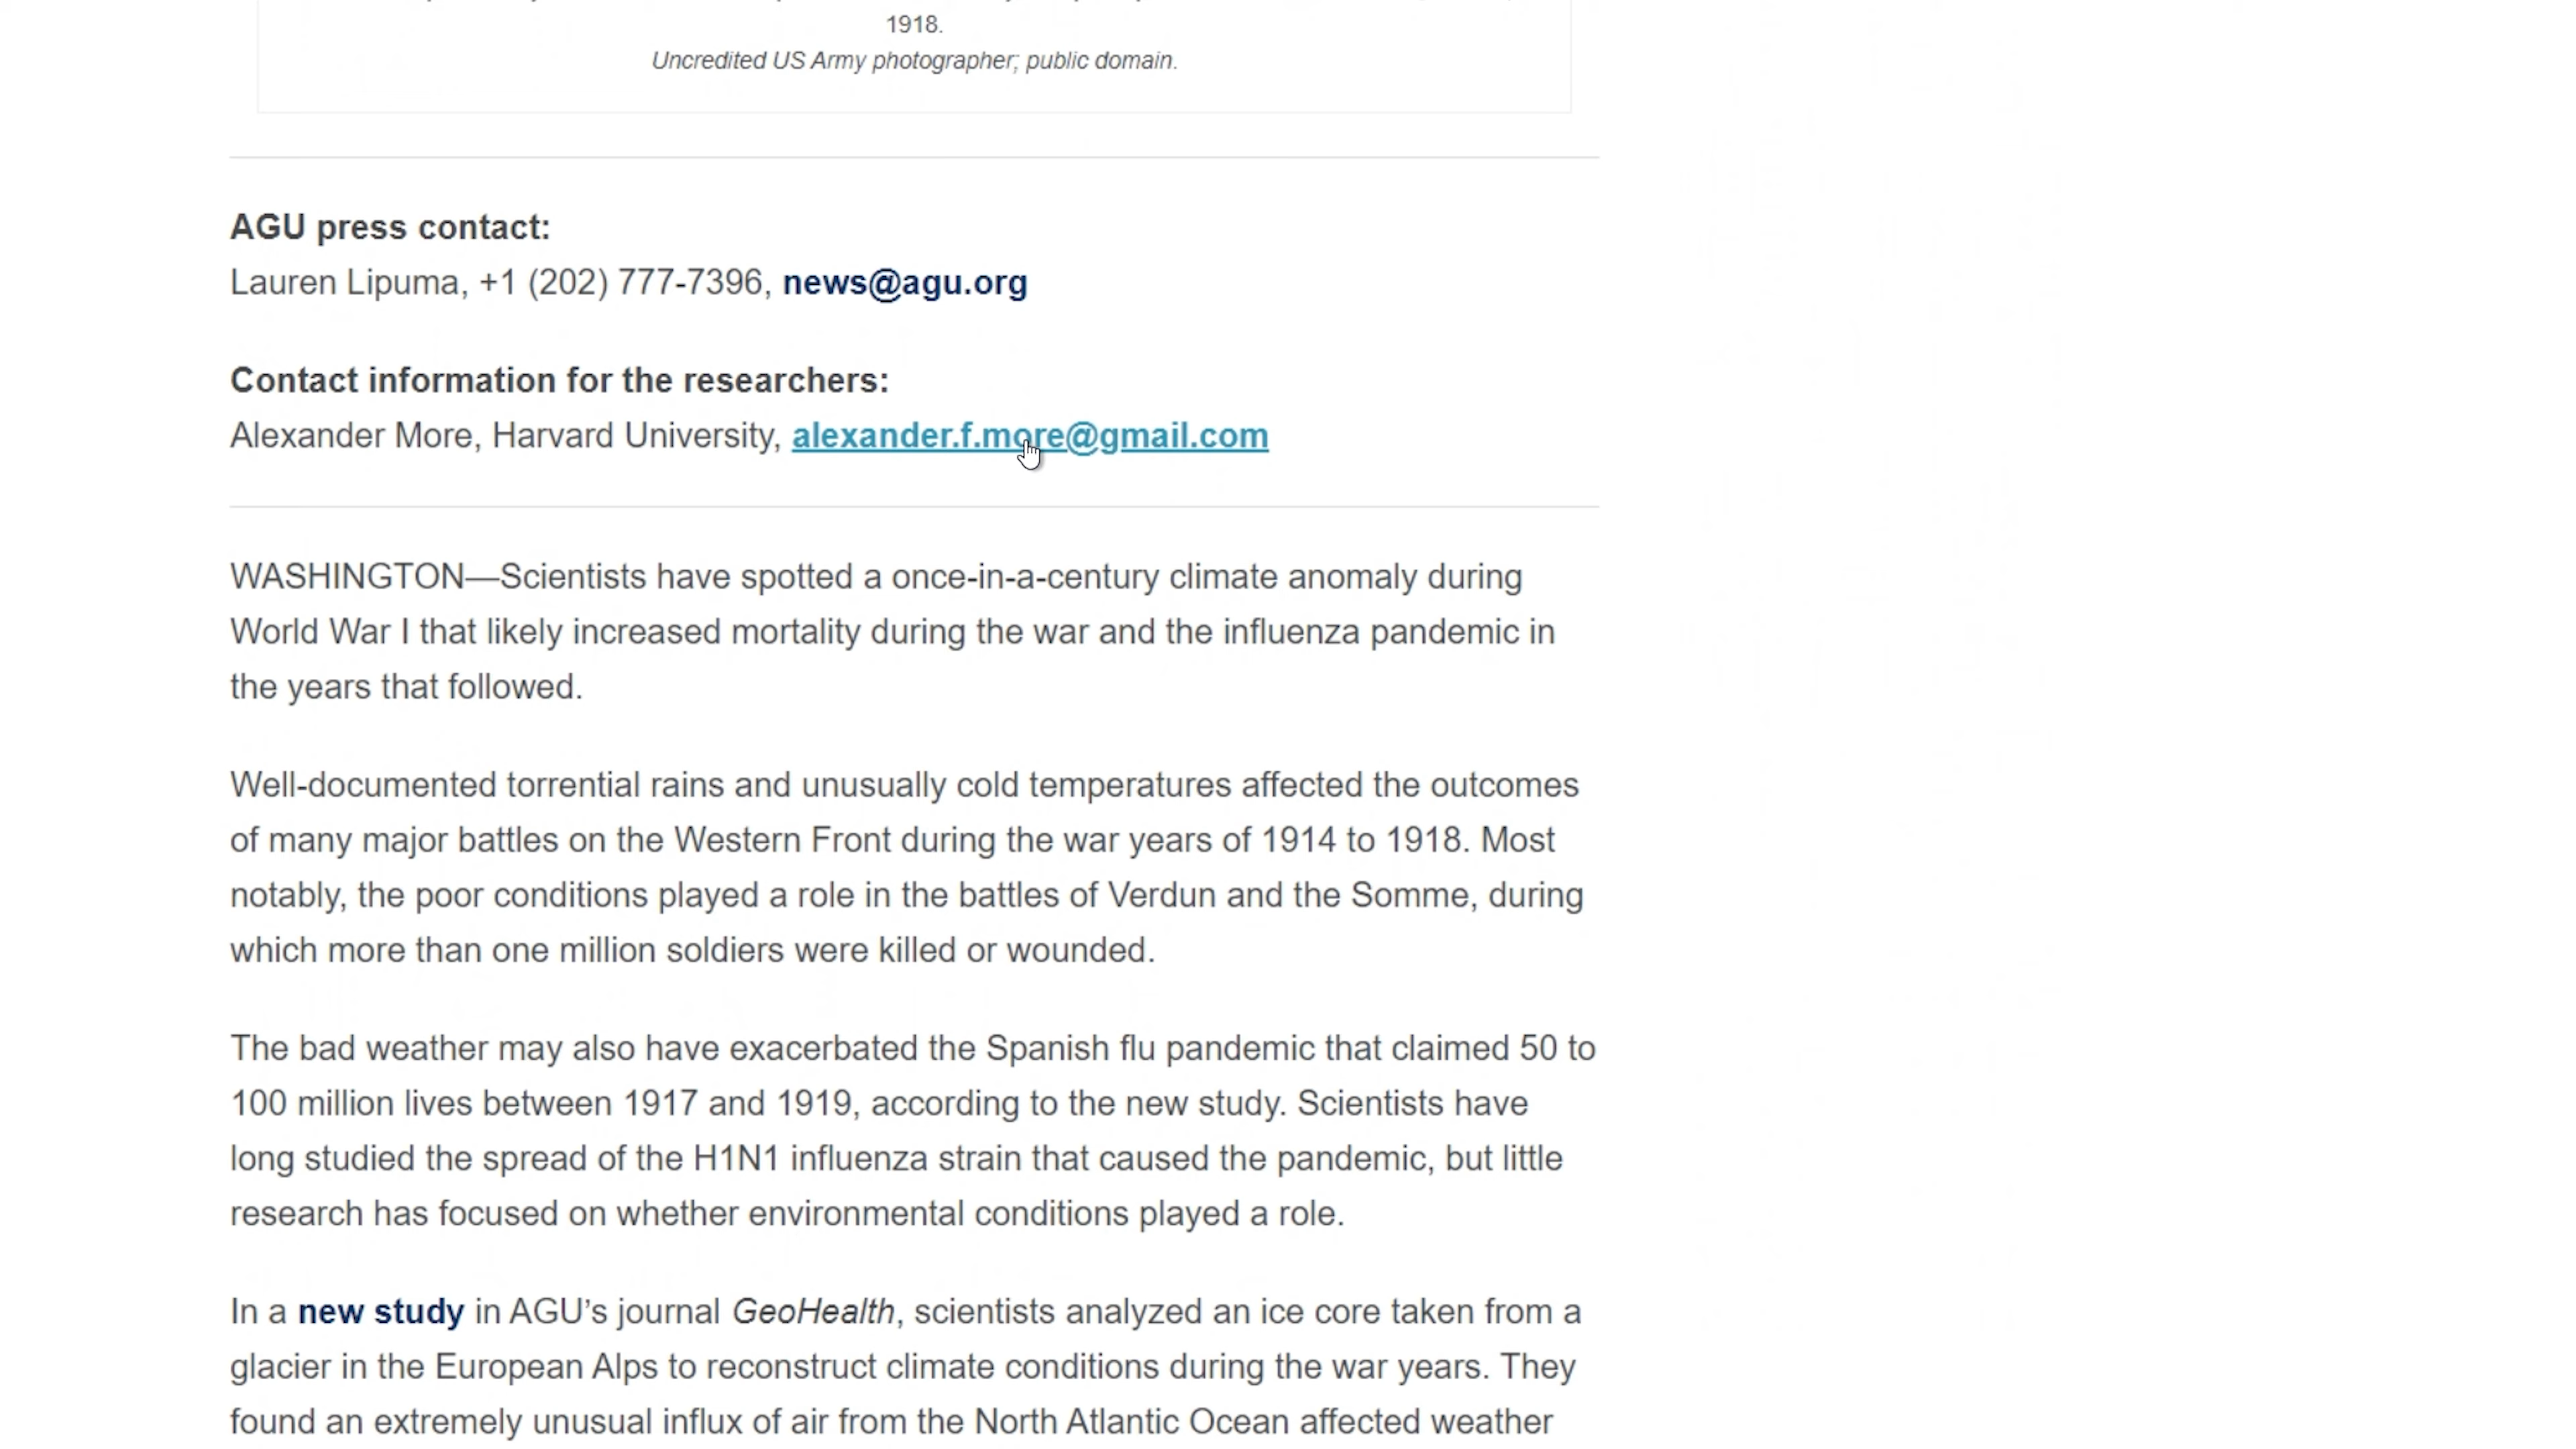 1918.
Uncredited US Army photographer; public domain.
AGU press contact:
Lauren Lipuma, +1 (202) 777-7396, news@agu.org
Contact information for the researchers:
Alexander More, Harvard University, alexander.f.more@gmail.com
WASHINGTON—Scientists have spotted a once-in-a-century climate anomaly during
World War I that likely increased mortality during the war and the influenza pandemic in
the years that followed.
Well-documented torrential rains and unusually cold temperatures affected the outcomes
of many major battles on the Western Front during the war years of 1914 to 1918. Most
notably, the poor conditions played a role in the battles of Verdun and the Somme, during
which more than one million soldiers were killed or wounded.
The bad weather may also have exacerbated the Spanish flu pandemic that claimed 50 to
100 million lives between 1917 and 1919, according to the new study. Scientists have
long studied the spread of the H1N1 influenza strain that caused the pandemic, but little
research has focused on whether environmental conditions played a role.
In a new study in AGU’s journal GeoHealth, scientists analyzed an ice core taken from a
glacier in the European Alps to reconstruct climate conditions during the war years. They
found an extremely unusual influx of air from the North Atlantic Ocean affected weather